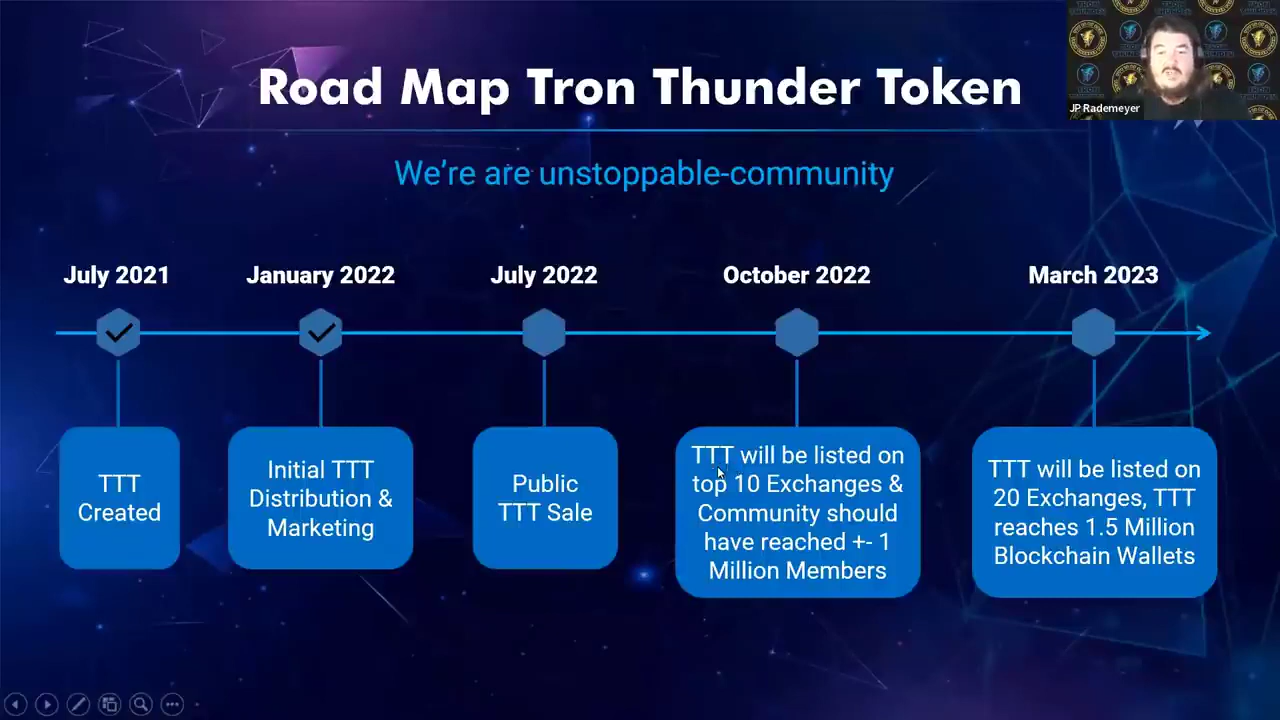 Road Map Tron Thunder Token
JP Rademeyer
We’re are unstoppable-community
July 2021
January 2022
July 2022
October 2022
March 2023
TTT
Created
Initial TTT
Distribution &
Marketing
Public
TTT Sale
TTT will be listed on
top 10 Exchanges &
Community should
have reached +- 1
Million Members
TTT will be listed on
20 Exchanges, TTT
reaches 1.5 Million
Blockchain Wallets